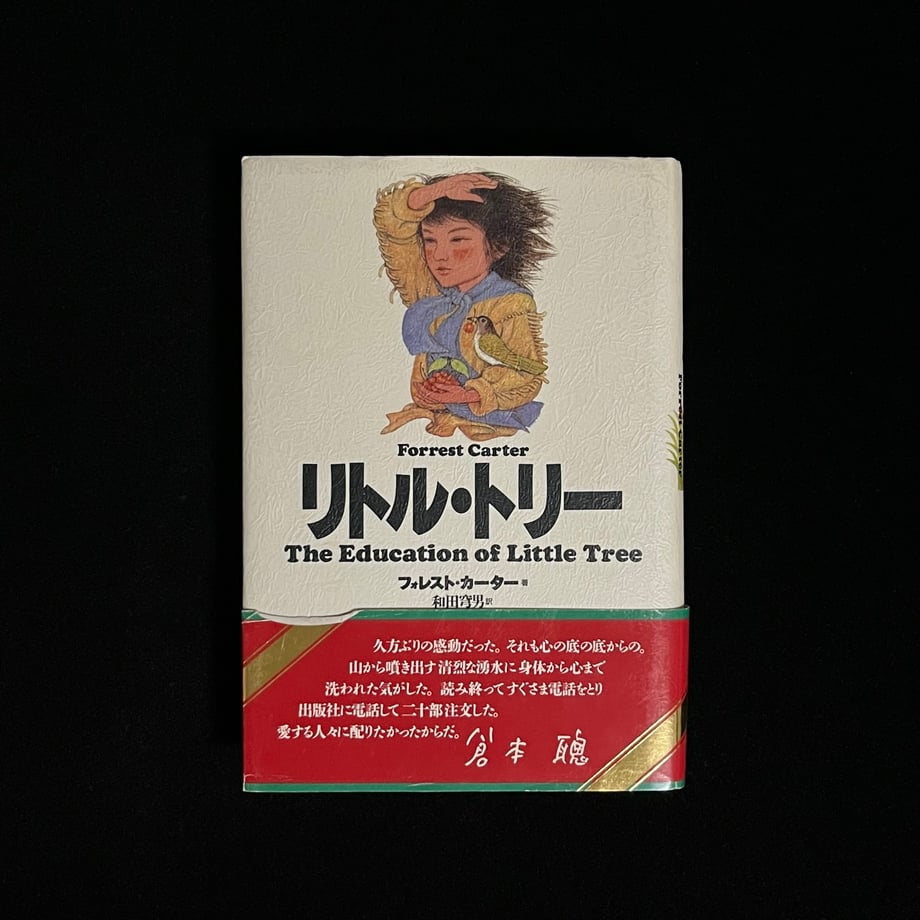 Forrest Carter
リトル・トリー
The Education of Little Tree
フォレスト・カーター 著
和田穹男 訳
久方ぶりの感動だった。それも心の底の底からの。
山から噴き出す清烈な湧水に身体から心まで
洗われた気がした。読み終ってすぐさま電話をとり
出版社に電話して二十部注文した。
愛する人々に配りたかったからだ。
倉本 聰
Forrest Carter